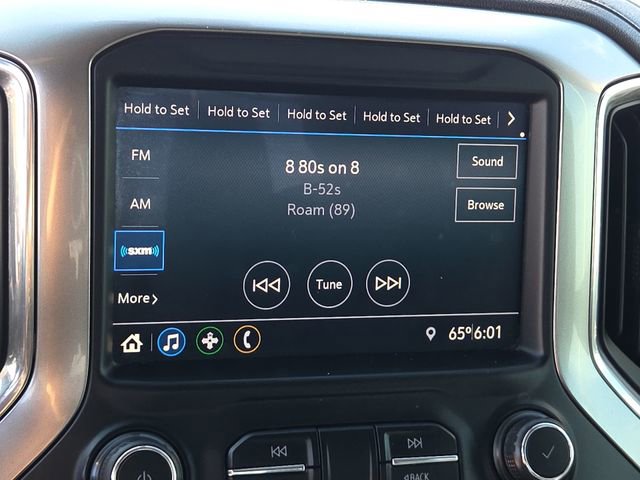 Hold to Set Hold to Set Hold to Set Hold to Set Hold to Set
FM
8 80s on 8
Sound
B-52s
AM
Roam (89)
Browse
sxm
More
Tune
65° 6:01
BACK